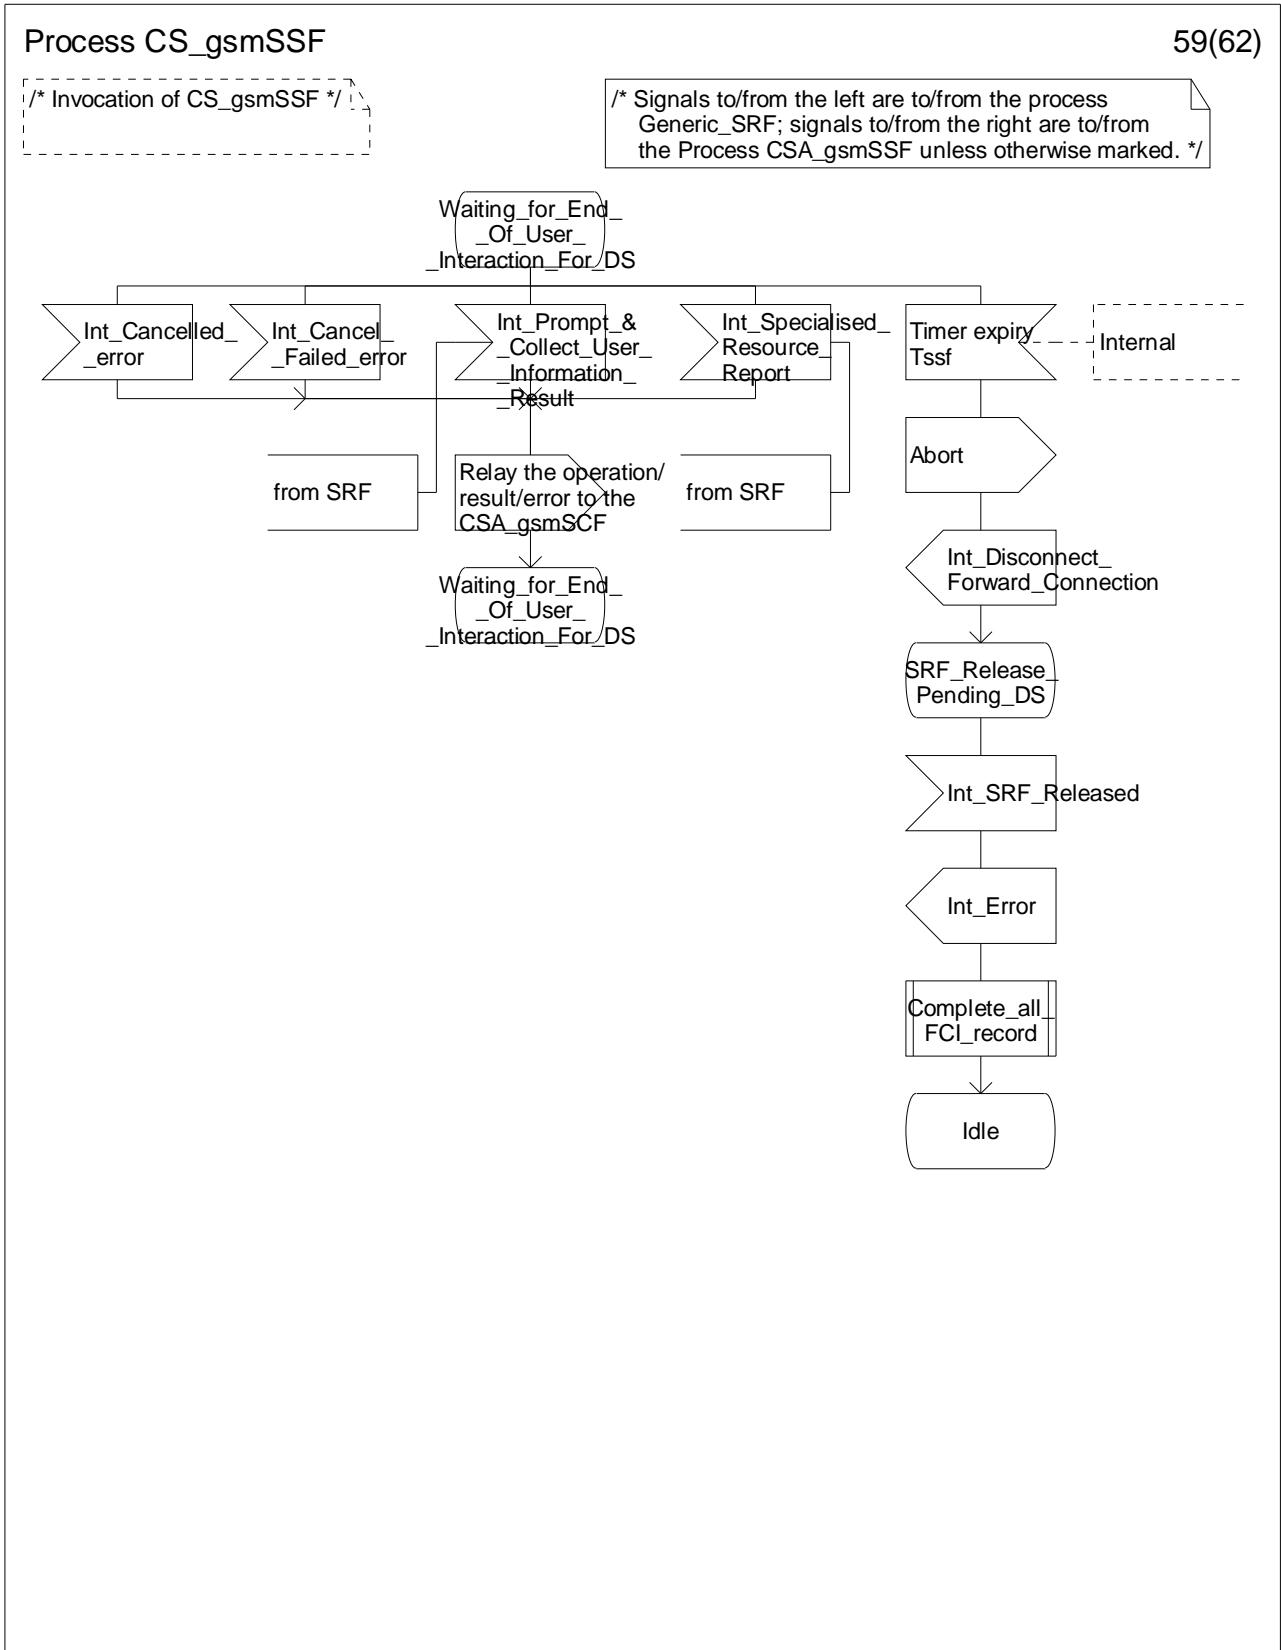 Process CS_gsmSSF
59(62)
/* Invocation of CS_gsmSSF */
/* Signals to/from the left are to/from the process
Generic_SRF; signals to/from the right are to/from
the Process CSA_gsmSSF unless otherwise marked. */
Waiting_for_End_
_Of_User_
_Interaction_For_DS
Int_Cancelled_
_error
Int_Cancel_
_Failed_error
Int_Prompt_&
_Collect_User_
_Information_
_Result
Int_Specialised_
Resource_
Report
Timer expiry
Tssf
Internal
Abort
from SRF
Relay the operation/
result/error to the
CSA_gsmSCF
from SRF
Int_Disconnect_
Forward_Connection
Waiting_for_End_
_Of_User_
_Interaction_For_DS
SRF_Release_
Pending_DS
Int_SRF_Released
Int_Error
Complete_all_
FCI_record
Idle